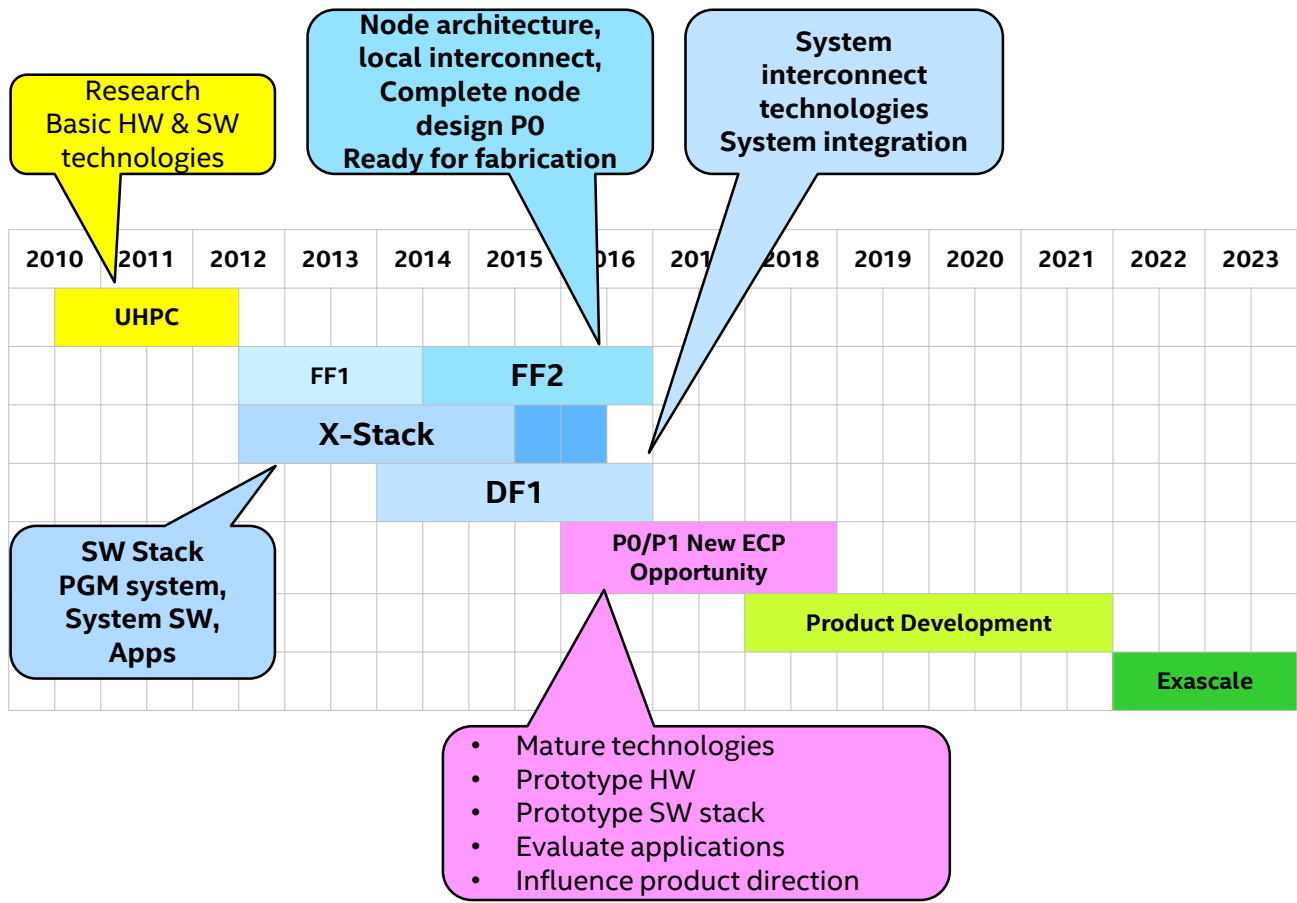 Node architecture,
local interconnect,
Complete node
design P0
Ready for fabrication
System
interconnect
technologies
System integration
Research
Basic HW & SW
technologies
2010 2011 2012 2013 2014 2015 016 201 2018 2019 2020 2021 2022 2023
UHPC
FF1 FF2
X-Stack
DF1
SW Stack
PGM system,
System SW,
Apps
P0/P1 New ECP
Opportunity
Product Development
Exascale
• Mature technologies
• Prototype HW
• Prototype SW stack
• Evaluate applications
• Influence product direction